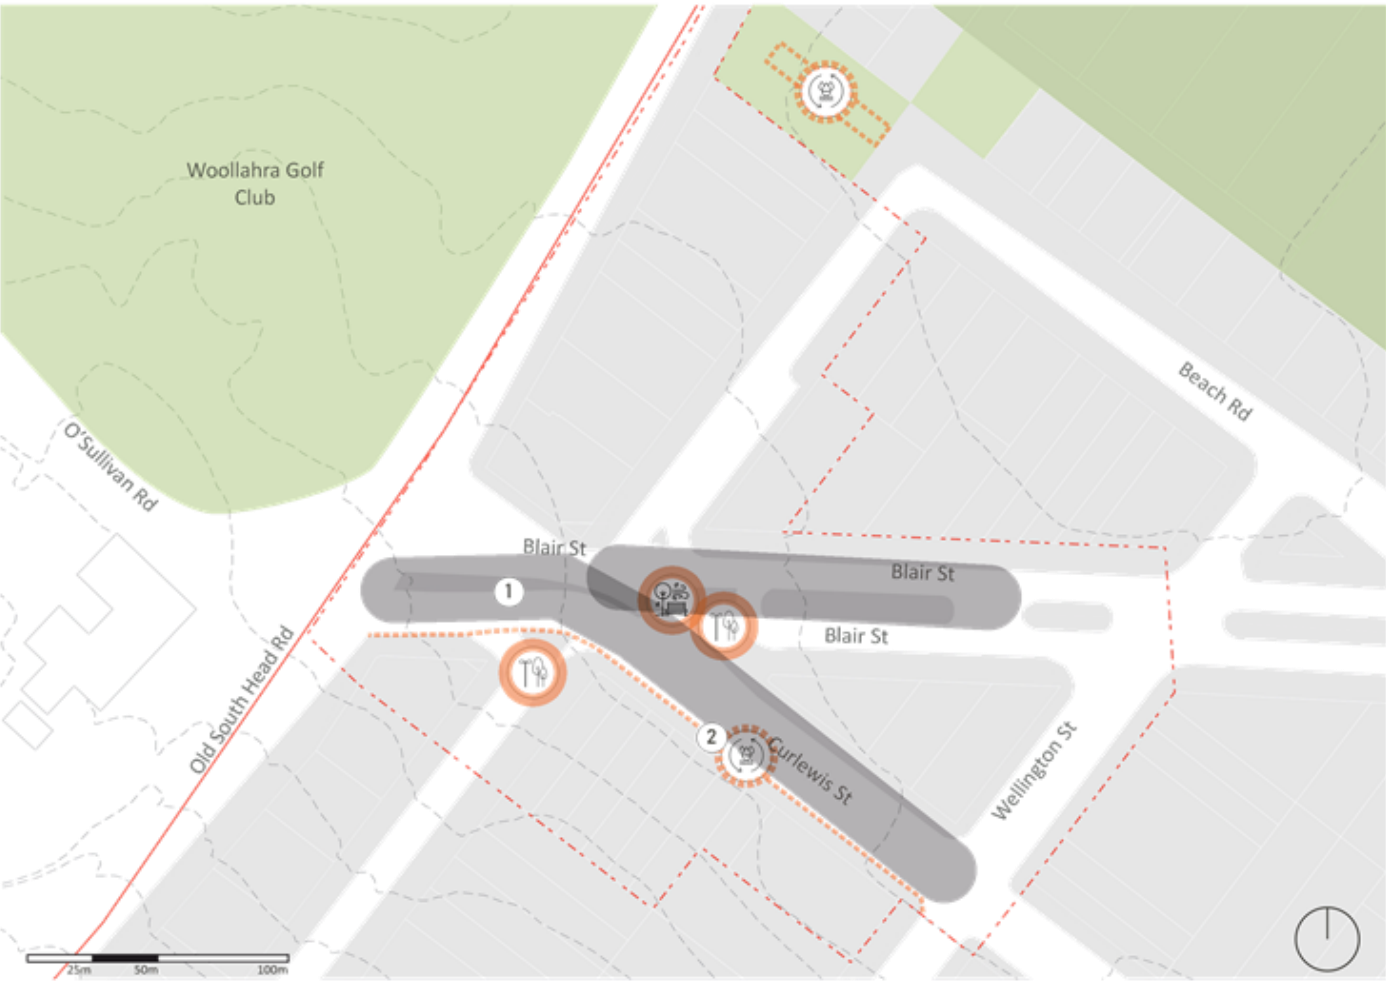 Woollahra Golf
Club
Beach Rd
O'Sullivan Rd
Blair St
Blair St
1
Blair St
Old South Head Rd
2
Curlewis St
Wellington St
25m
50m
100m